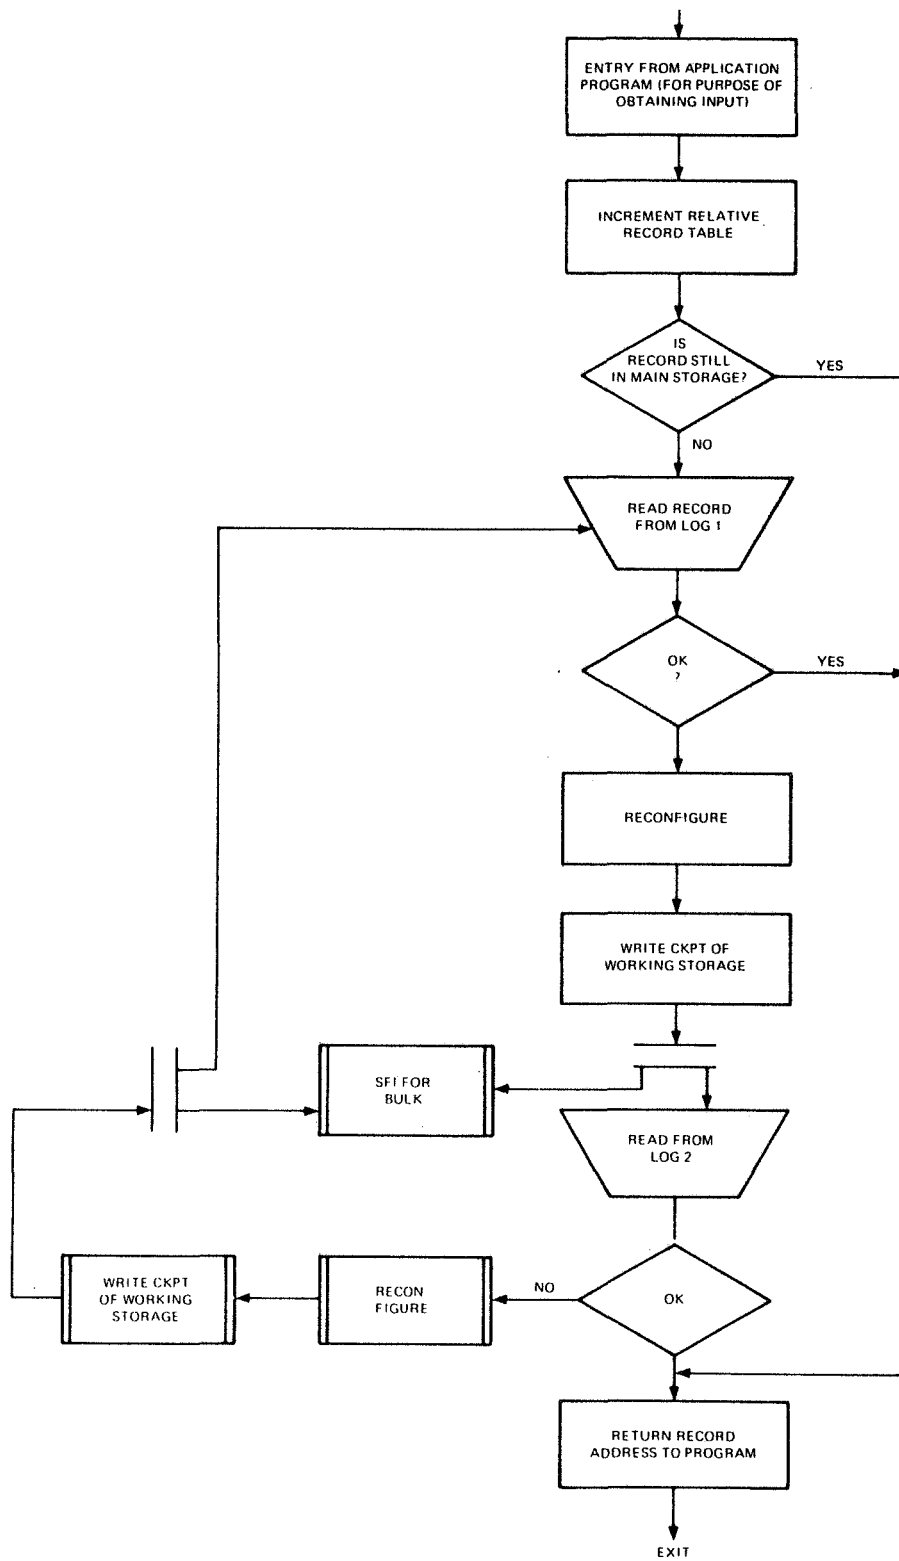 ENTRY FROM APPLICATION
PROGRAM (FOR PURPOSE OF
OBTAINING INPUT)
INCREMENT RELATIVE
RECORD TABLE
IS
RECORD STILL
IN MAIN STORAGE?
YES
NO
READ RECORD
FROM LOG 1
OK
?
YES
RECONFIGURE
WRITE CKPT OF
WORKING STORAGE
SFI FOR
BULK
READ FROM
LOG 2
WRITE CKPT
OF WORKING
STORAGE
RECON
FIGURE
NO
OK
RETURN RECORD
ADDRESS TO PROGRAM
EXIT